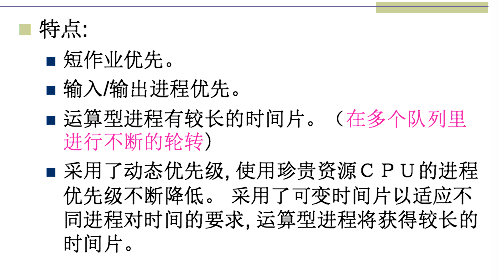 特点:
短作业优先。
输入/输出进程优先。
运算型进程有较长的时间片。（在多个队列里
进行不断的轮转）
采用了动态优先级, 使用珍贵资源ＣＰＵ的进程
优先级不断降低。 采用了可变时间片以适应不
同进程对时间的要求, 运算型进程将获得较长的
时间片。